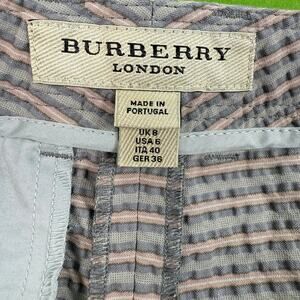 BURBERRY
LONDON
MADE IN
PORTUGAL
UK 8
USA 6
ITA 40
GER 36